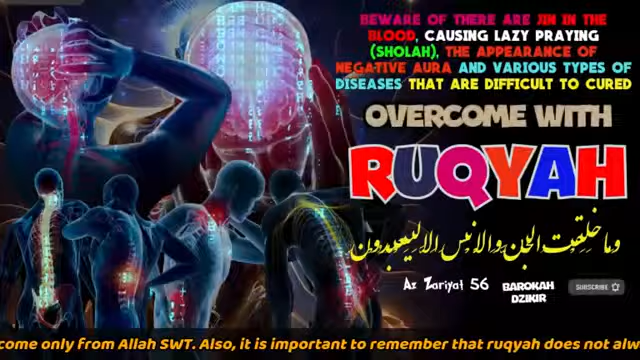 BEWARE OF THERE ARE JIN IN THE
BLOOD, CAUSING LAZY PRAYING
(SHOLAH), THE APPEARANCE OF
NEGATIVE AURA AND VARIOUS TYPES OF
DISEASES THAT ARE DIFFICULT TO CURED
OVERCOME WITH
RUQYAH
وما خلقت الجن والانس الا ليعبدون
Az Zariyat 56
BAROKAH
DZIKIR
SUBSCRIBE
come only from Allah SWT. Also, it is important to remember that ruqyah does not alw